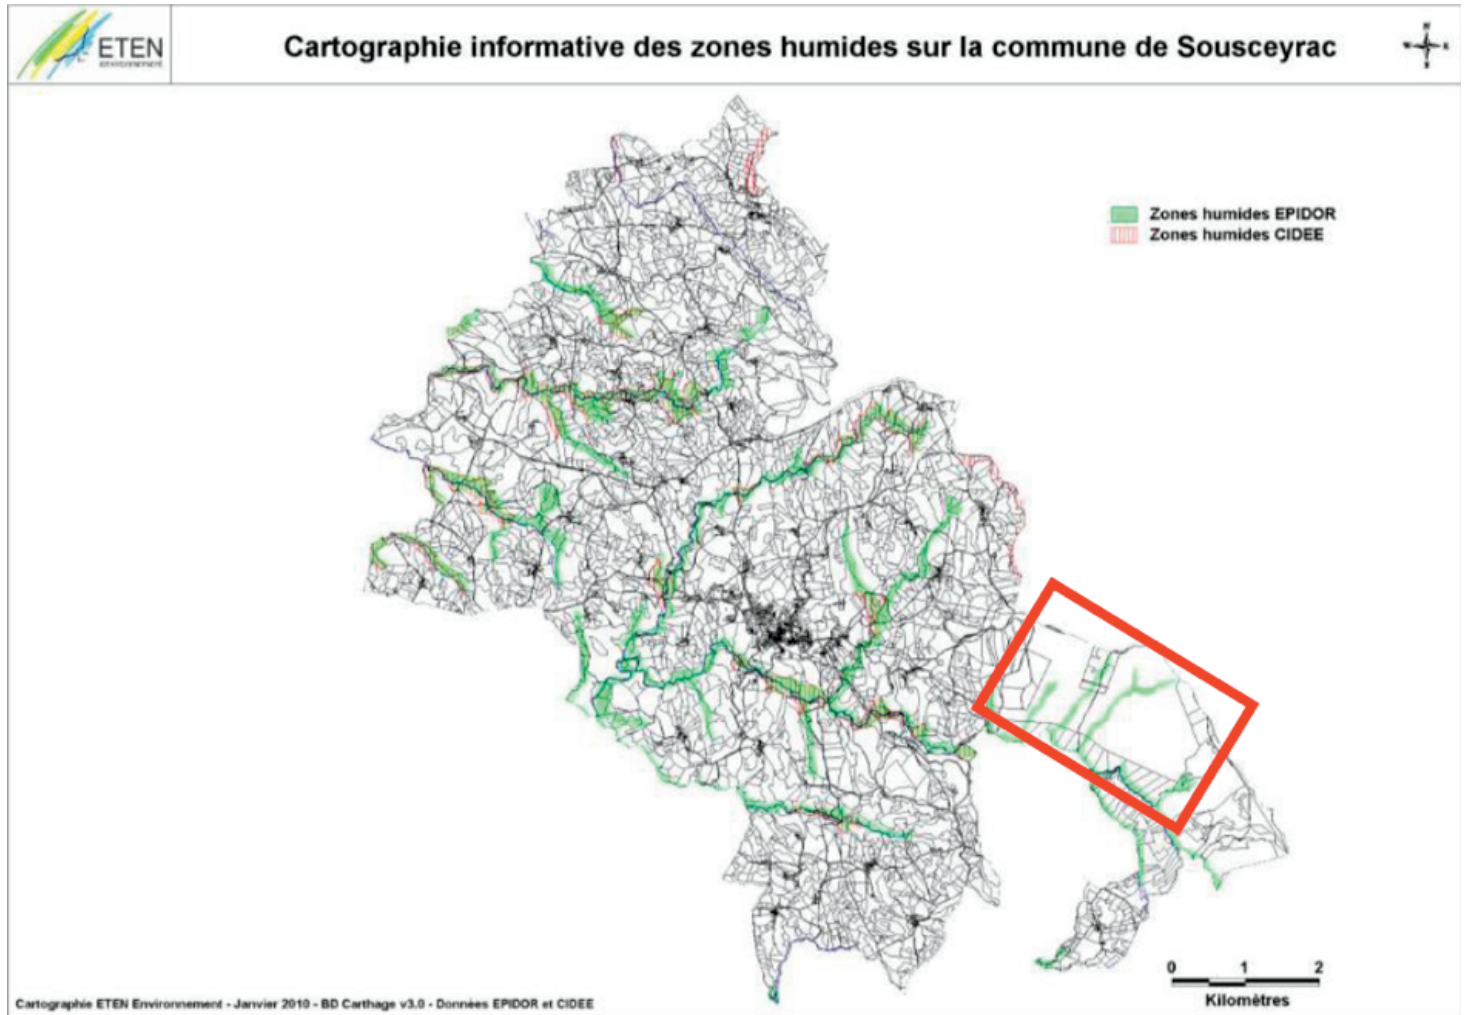 ETEN
environnement
Cartographie informative des zones humides sur la commune de Sousceyrac
N
W E
S
Zones humides EPIDOR
Zones humides CIDEE
0 1 2
Kilomètres
Cartographie ETEN Environnement - Janvier 2010 - BD Carthage v3.0 - Données EPIDOR et CIDEE